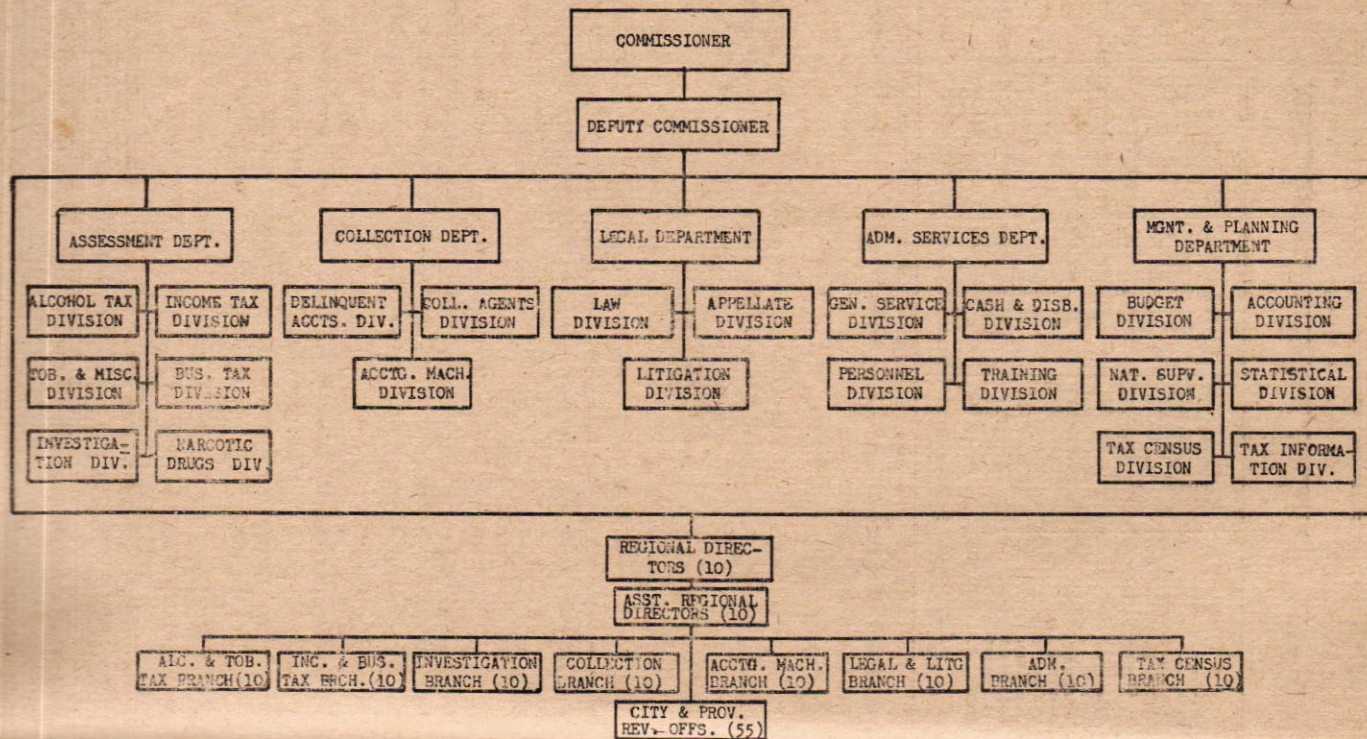 COMMISSIONER
DEPUTY COMMISSIONER
ASSESSMENT DEPT.
COLLECTION DEPT.
LEGAL DEPARTMENT
ADM. SERVICES DEPT.
MGNT. & PLANNING
DEPARTMENT
ALCOHOL TAX
DIVISION
INCOME TAX
DIVISION
DELINQUENT
ACCTS. DIV.
COLL. AGENTS
DIVISION
LAW
DIVISION
APPELLATE
DIVISION
GEN. SERVICE
DIVISION
CASH & DISB.
DIVISION
BUDGET
DIVISION
ACCOUNTING
DIVISION
TOB. & MISC.
DIVISION
BUS. TAX
DIVISION
ACCTG. MACH.
DIVISION
LITIGATION
DIVISION
PERSONNEL
DIVISION
TRAINING
DIVISION
NAT. SUPV.
DIVISION
STATISTICAL
DIVISION
INVESTIGA-
TION DIV.
NARCOTIC
DRUGS DIV.
TAX CENSUS
DIVISION
TAX INFORMA-
TION DIV.
REGIONAL DIREC-
TORS (10)
ASST. REGIONAL
DIRECTORS (10)
ALC. & TOB.
TAX BRANCH(10)
INC. & BUS.
TAX BRCH.(10)
INVESTIGATION
BRANCH (10)
COLLECTION
BRANCH (10)
ACCTG. MACH.
BRANCH (10)
LEGAL & LITG
BRANCH (10)
ADM.
BRANCH (10)
TAX CENSUS
BRANCH (10)
CITY & PROV.
REV. OFFS. (55)